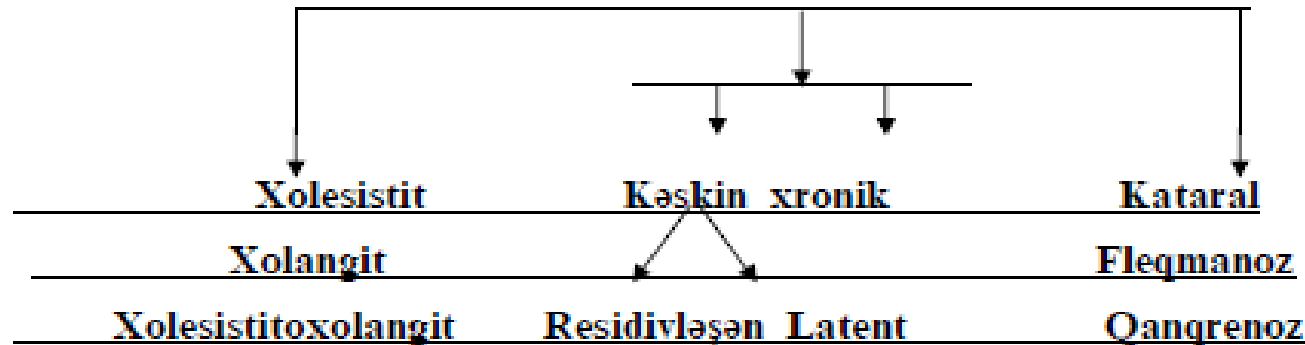 Xolesistit Kəskin xronik Kataral
Xolangit Fleqmanoz
Xolesistitoxolangit Residivləşən Latent Qanqrenoz